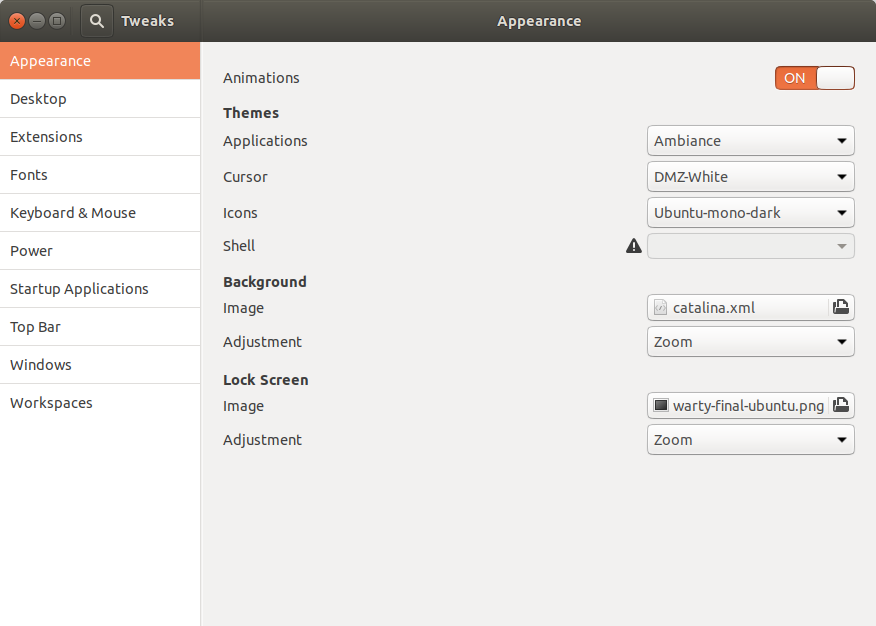 Tweaks
Appearance
Appearance
Desktop
Extensions
Fonts
Keyboard & Mouse
Power
Startup Applications
Top Bar
Windows
Workspaces
Animations ON
Themes
Applications Ambiance
Cursor DMZ-White
Icons Ubuntu-mono-dark
Shell
Background
Image catalina.xml
Adjustment Zoom
Lock Screen
Image warty-final-ubuntu.png
Adjustment Zoom